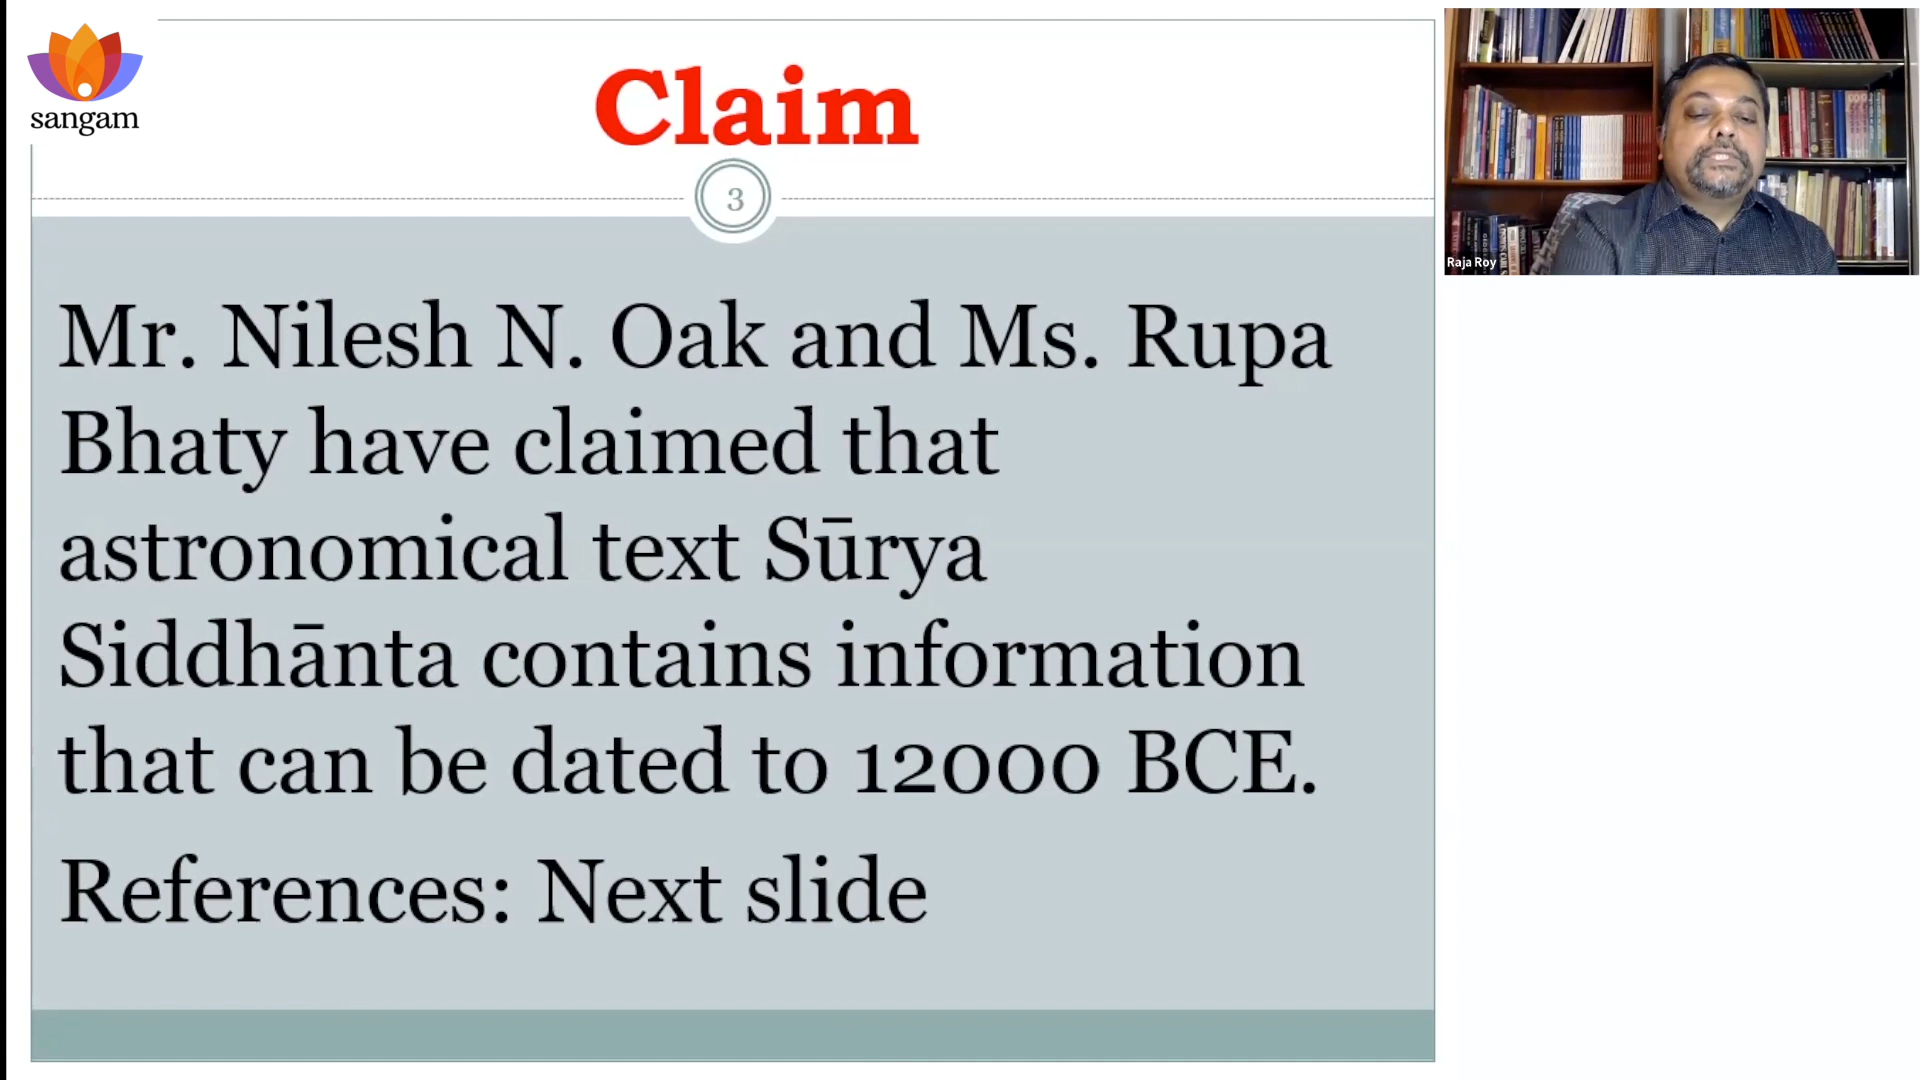 sangam
Claim
3
Mr. Nilesh N. Oak and Ms. Rupa
Bhaty have claimed that
astronomical text Sūrya
Siddhānta contains information
that can be dated to 12000 BCE.
References: Next slide
Raja Roy